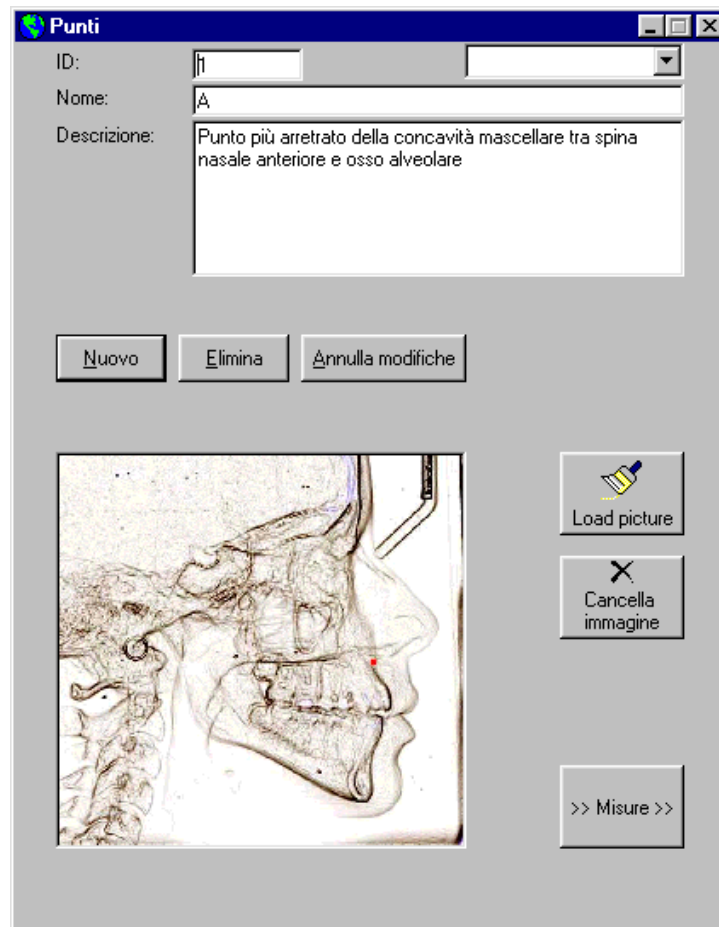 Punti
ID:
1
Nome:
A
Descrizione:
Punto più arretrato della concavità mascellare tra spina
nasale anteriore e osso alveolare
Nuovo
Elimina
Annulla modifiche
Load picture
Cancella
immagine
>> Misure >>